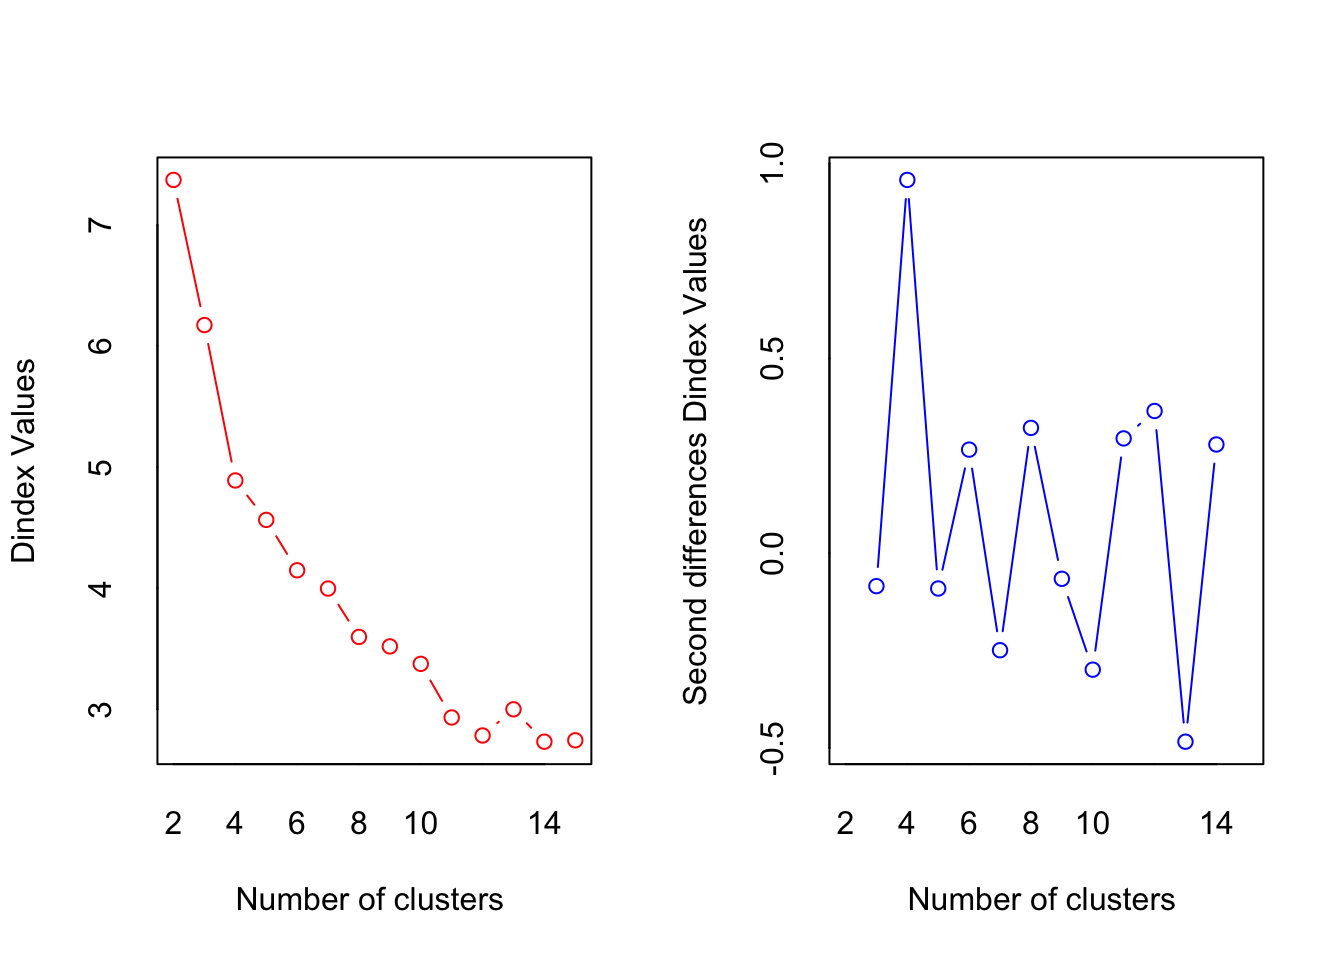 Dindex Values
7
6
5
4
3
2 4 6 8 10 14
Number of clusters
Second differences Dindex Values
1.0
0.5
0.0
-0.5
2 4 6 8 10 14
Number of clusters